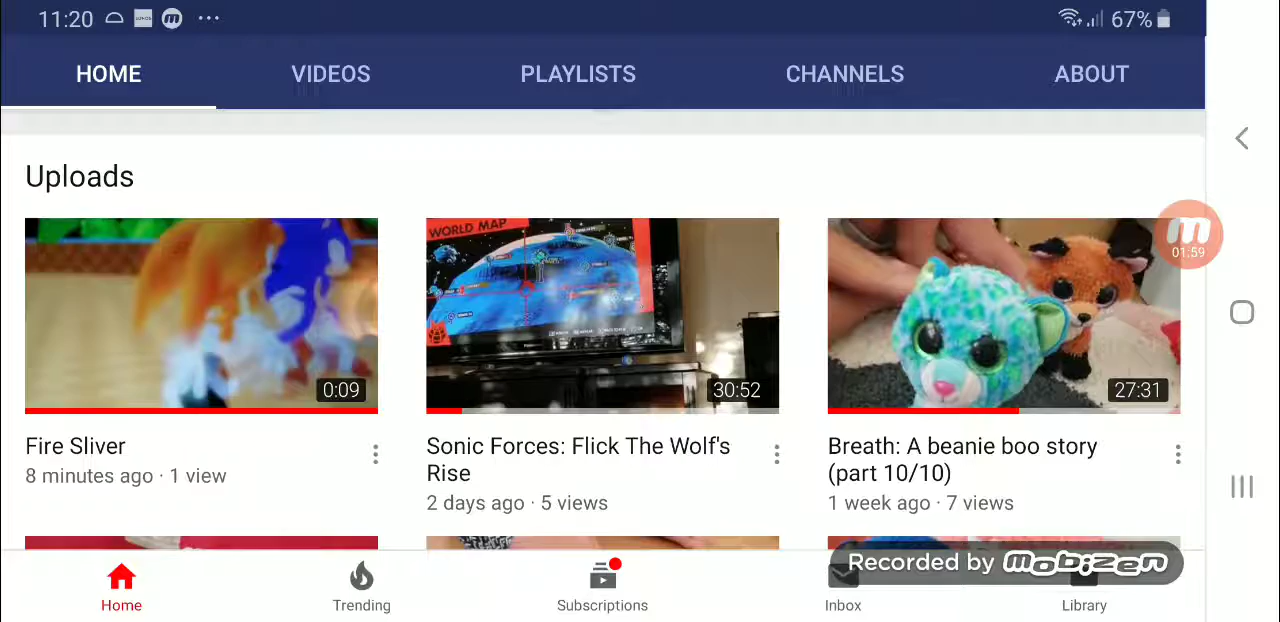 11:20
67%
HOME VIDEOS PLAYLISTS CHANNELS ABOUT
Uploads
WORLD MAP
01:59
0:09
30:52
27:31
Fire Sliver
8 minutes ago · 1 view
Sonic Forces: Flick The Wolf's
Rise
2 days ago · 5 views
Breath: A beanie boo story
(part 10/10)
1 week ago · 7 views
Recorded by mobizen
Home Trending Subscriptions Inbox Library